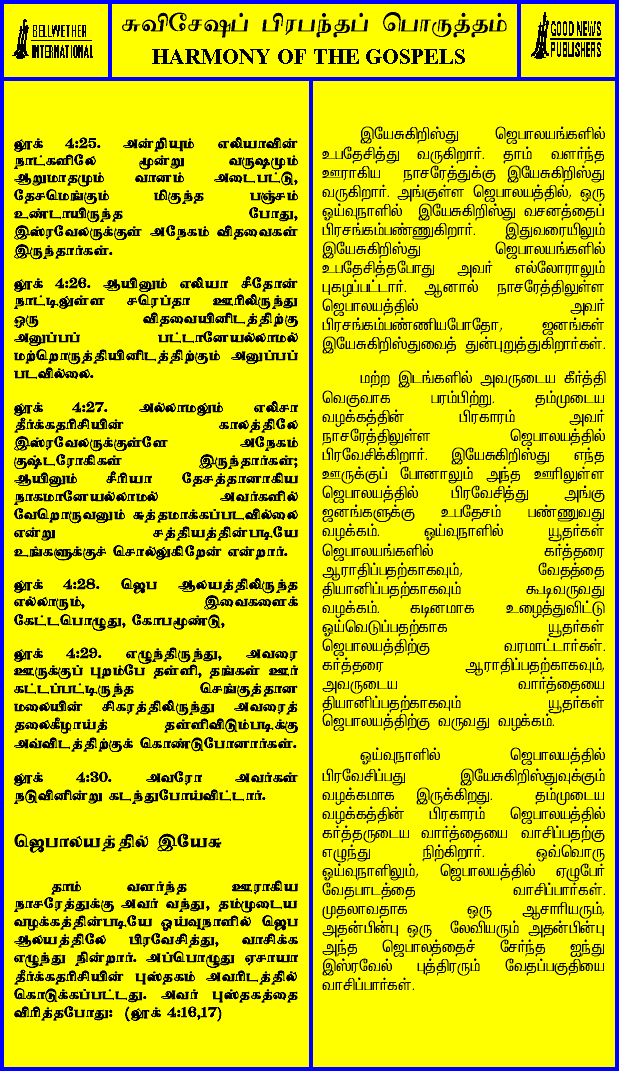 BELLWETHER
INTERNATIONAL
சுவிசேஷப் பிரபந்தப் பொருத்தம்
HARMONY OF THE GOSPELS
GOOD NEWS
PUBLISHERS
லூக் 4:25. அன்றியும் எலியாவின்
நாட்களிலே மூன்று வருஷமும்
ஆறுமாதமும் வானம் அடைபட்டு,
தேசமெங்கும் மிகுந்த பஞ்சம்
உண்டாயிருந்த போது,
இஸ்ரவேலருக்குள் அநேகம் விதவைகள்
இருந்தார்கள்.
லூக் 4:26. ஆயினும் எலியா சீதோன்
நாட்டிலுள்ள சரெப்தா ஊரிலிருந்து
ஒரு விதவையினிடத்திற்கு
அனுப்பப் பட்டானேயல்லாமல்
மற்றொருத்தியினிடத்திற்கும் அனுப்பப்
படவில்லை.
லூக் 4:27. அல்லாமலும் எலிசா
தீர்க்கதரிசியின் காலத்திலே
இஸ்ரவேலருக்குள்ளே அநேகம்
குஷ்டரோகிகள் இருந்தார்கள்;
ஆயினும் சீரியா தேசத்தானாகிய
நாகமானேயல்லாமல் அவர்களில்
வேறொருவனும் சுத்தமாக்கப்படவில்லை
என்று சத்தியத்தின்படியே
உங்களுக்குச் சொல்லுகிறேன் என்றார்.
லூக் 4:28. ஜெப ஆலயத்திலிருந்த
எல்லாரும், இவைகளைக்
கேட்டபொழுது, கோபமூண்டு,
லூக் 4:29. எழுந்திருந்து, அவரை
ஊருக்குப் புறம்பே தள்ளி, தங்கள் ஊர்
கட்டப்பட்டிருந்த செங்குத்தான
மலையின் சிகரத்திலிருந்து அவரைத்
தலைகீழாய்த் தள்ளிவிடும்படிக்கு
அவ்விடத்திற்குக் கொண்டுபோனார்கள்.
லூக் 4:30. அவரோ அவர்கள்
நடுவினின்று கடந்துபோய்விட்டார்.
ஜெபாலயத்தில் இயேசு
தாம் வளர்ந்த ஊராகிய
நாசரேத்துக்கு அவர் வந்து, தம்முடைய
வழக்கத்தின்படியே ஓய்வுநாளில் ஜெப
ஆலயத்திலே பிரவேசித்து, வாசிக்க
எழுந்து நின்றார். அப்பொழுது ஏசாயா
தீர்க்கதரிசியின் புஸ்தகம் அவரிடத்தில்
கொடுக்கப்பட்டது. அவர் புஸ்தகத்தை
விரித்தபோது: (லூக் 4:16,17)
இயேசுகிறிஸ்து ஜெபாலயங்களில்
உபதேசித்து வருகிறார். தாம் வளர்ந்த
ஊராகிய நாசரேத்துக்கு இயேசுகிறிஸ்து
வருகிறார். அங்குள்ள ஜெபாலயத்தில், ஒரு
ஓய்வுநாளில் இயேசுகிறிஸ்து வசனத்தைப்
பிரசங்கம்பண்ணுகிறார். இதுவரையிலும்
இயேசுகிறிஸ்து ஜெபாலயங்களில்
உபதேசித்தபோது அவர் எல்லோராலும்
புகழப்பட்டார். ஆனால் நாசரேத்திலுள்ள
ஜெபாலயத்தில் அவர்
பிரசங்கம்பண்ணியபோதோ, ஜனங்கள்
இயேசுகிறிஸ்துவைத் துன்புறுத்துகிறார்கள்.
மற்ற இடங்களில் அவருடைய கீர்த்தி
வெகுவாக பரம்பிற்று. தம்முடைய
வழக்கத்தின் பிரகாரம் அவர்
நாசரேத்திலுள்ள ஜெபாலயத்தில்
பிரவேசிக்கிறார். இயேசுகிறிஸ்து எந்த
ஊருக்குப் போனாலும் அந்த ஊரிலுள்ள
ஜெபாலயத்தில் பிரவேசித்து அங்கு
ஜனங்களுக்கு உபதேசம் பண்ணுவது
வழக்கம். ஓய்வுநாளில் யூதர்கள்
ஜெபாலயங்களில் கர்த்தரை
ஆராதிப்பதற்காகவும், வேதத்தை
தியானிப்பதற்காகவும் கூடிவருவது
வழக்கம். கடினமாக உழைத்துவிட்டு
ஓய்வெடுப்பதற்காக யூதர்கள்
ஜெபாலயத்திற்கு வரமாட்டார்கள்.
கர்த்தரை ஆராதிப்பதற்காகவும்,
அவருடைய வார்த்தையை
தியானிப்பதற்காகவும் யூதர்கள்
ஜெபாலயத்திற்கு வருவது வழக்கம்.
ஓய்வுநாளில் ஜெபாலயத்தில்
பிரவேசிப்பது இயேசுகிறிஸ்துவுக்கும்
வழக்கமாக இருக்கிறது. தம்முடைய
வழக்கத்தின் பிரகாரம் ஜெபாலயத்தில்
கர்த்தருடைய வார்த்தையை வாசிப்பதற்கு
எழுந்து நிற்கிறார். ஒவ்வொரு
ஓய்வுநாளிலும், ஜெபாலயத்தில் ஏழுபேர்
வேதபாடத்தை வாசிப்பார்கள்.
முதலாவதாக ஒரு ஆசாரியரும்,
அதன்பின்பு ஒரு லேவியரும் அதன்பின்பு
அந்த ஜெபாலத்தைச் சேர்ந்த ஐந்து
இஸ்ரவேல் புத்திரரும் வேதப்பகுதியை
வாசிப்பார்கள்.